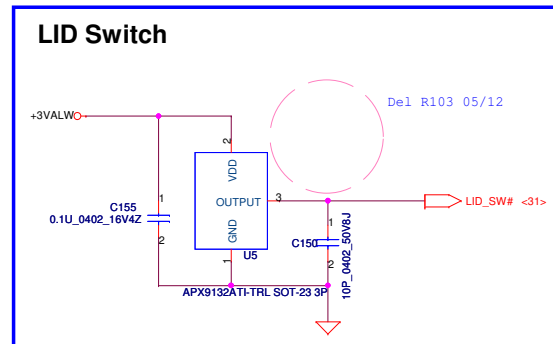 LID Switch
Del R103 05/12
+3VALW
2
VDD
1
C155
0.1U_0402_16V4Z
2
OUTPUT
3
LID_SW# <31>
GND
1
U5
1
C150
2
10P_0402_50V8J
APX9132ATI-TRL SOT-23 3P